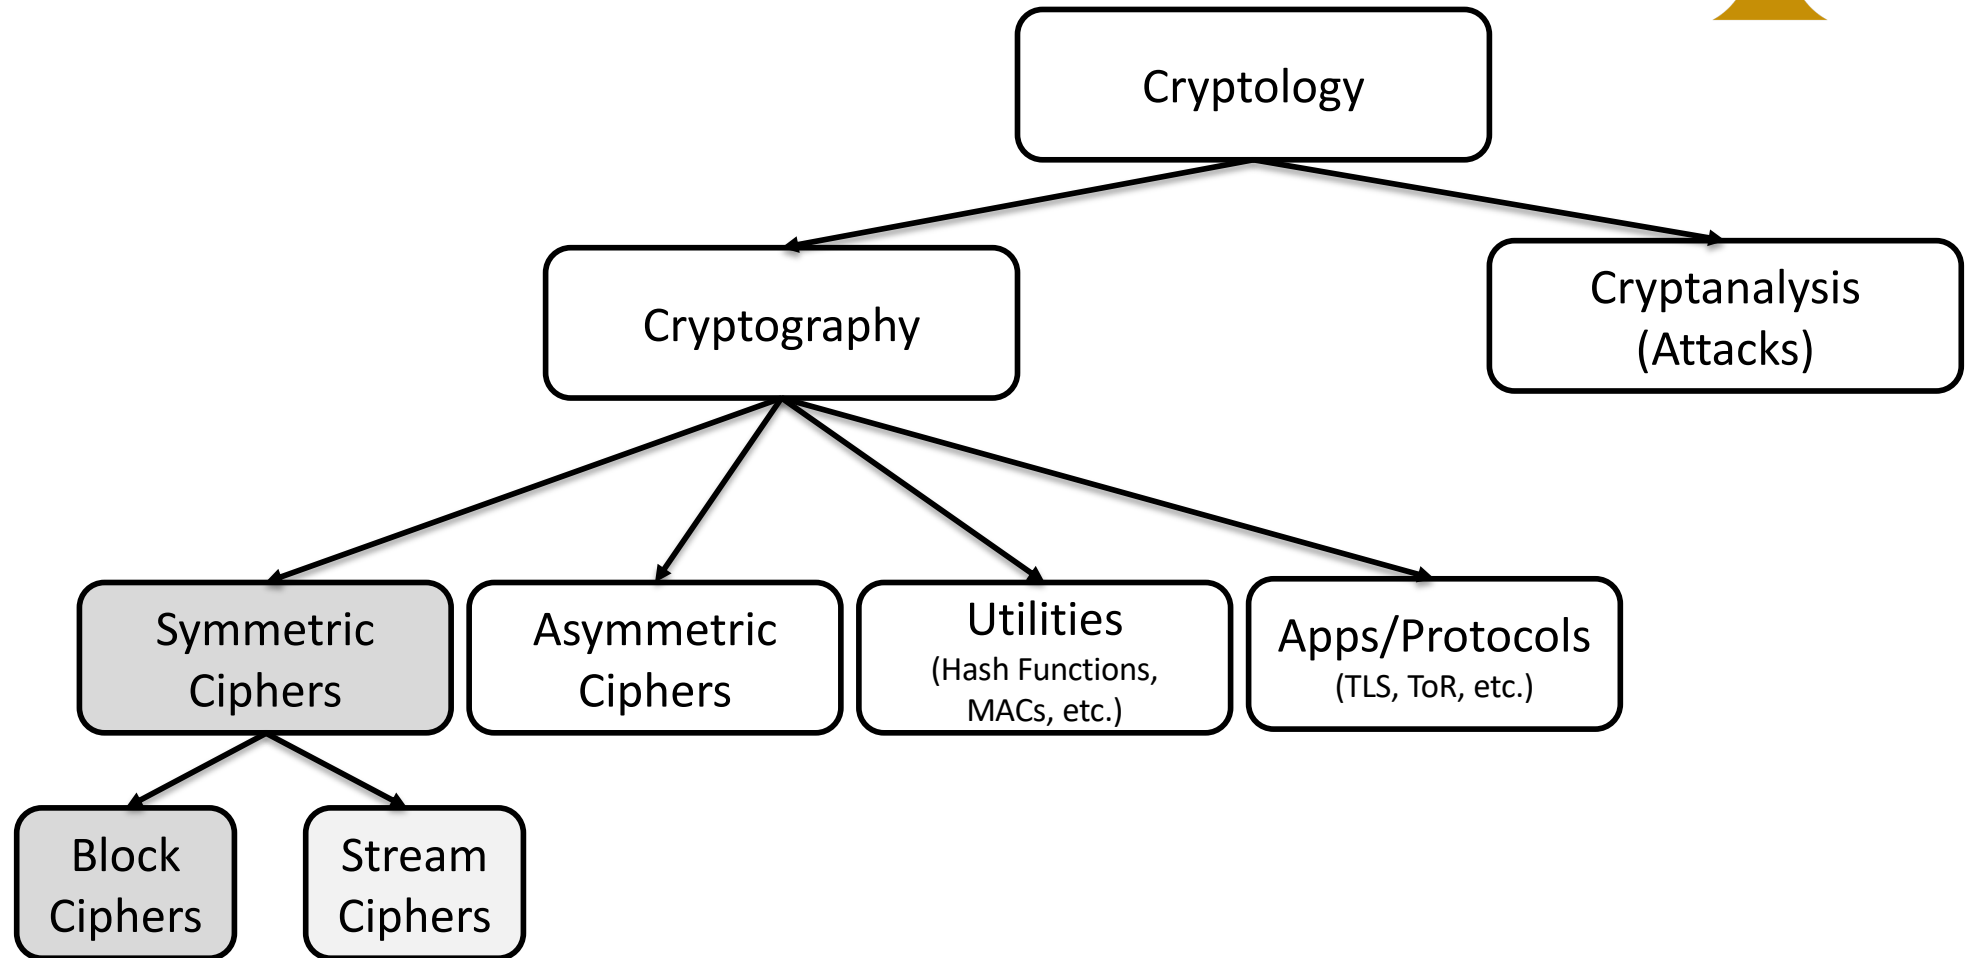 Cryptology
Cryptography
Cryptanalysis
(Attacks)
Symmetric
Ciphers
Asymmetric
Ciphers
Utilities
(Hash Functions,
MACs, etc.)
Apps/Protocols
(TLS, ToR, etc.)
Block
Ciphers
Stream
Ciphers